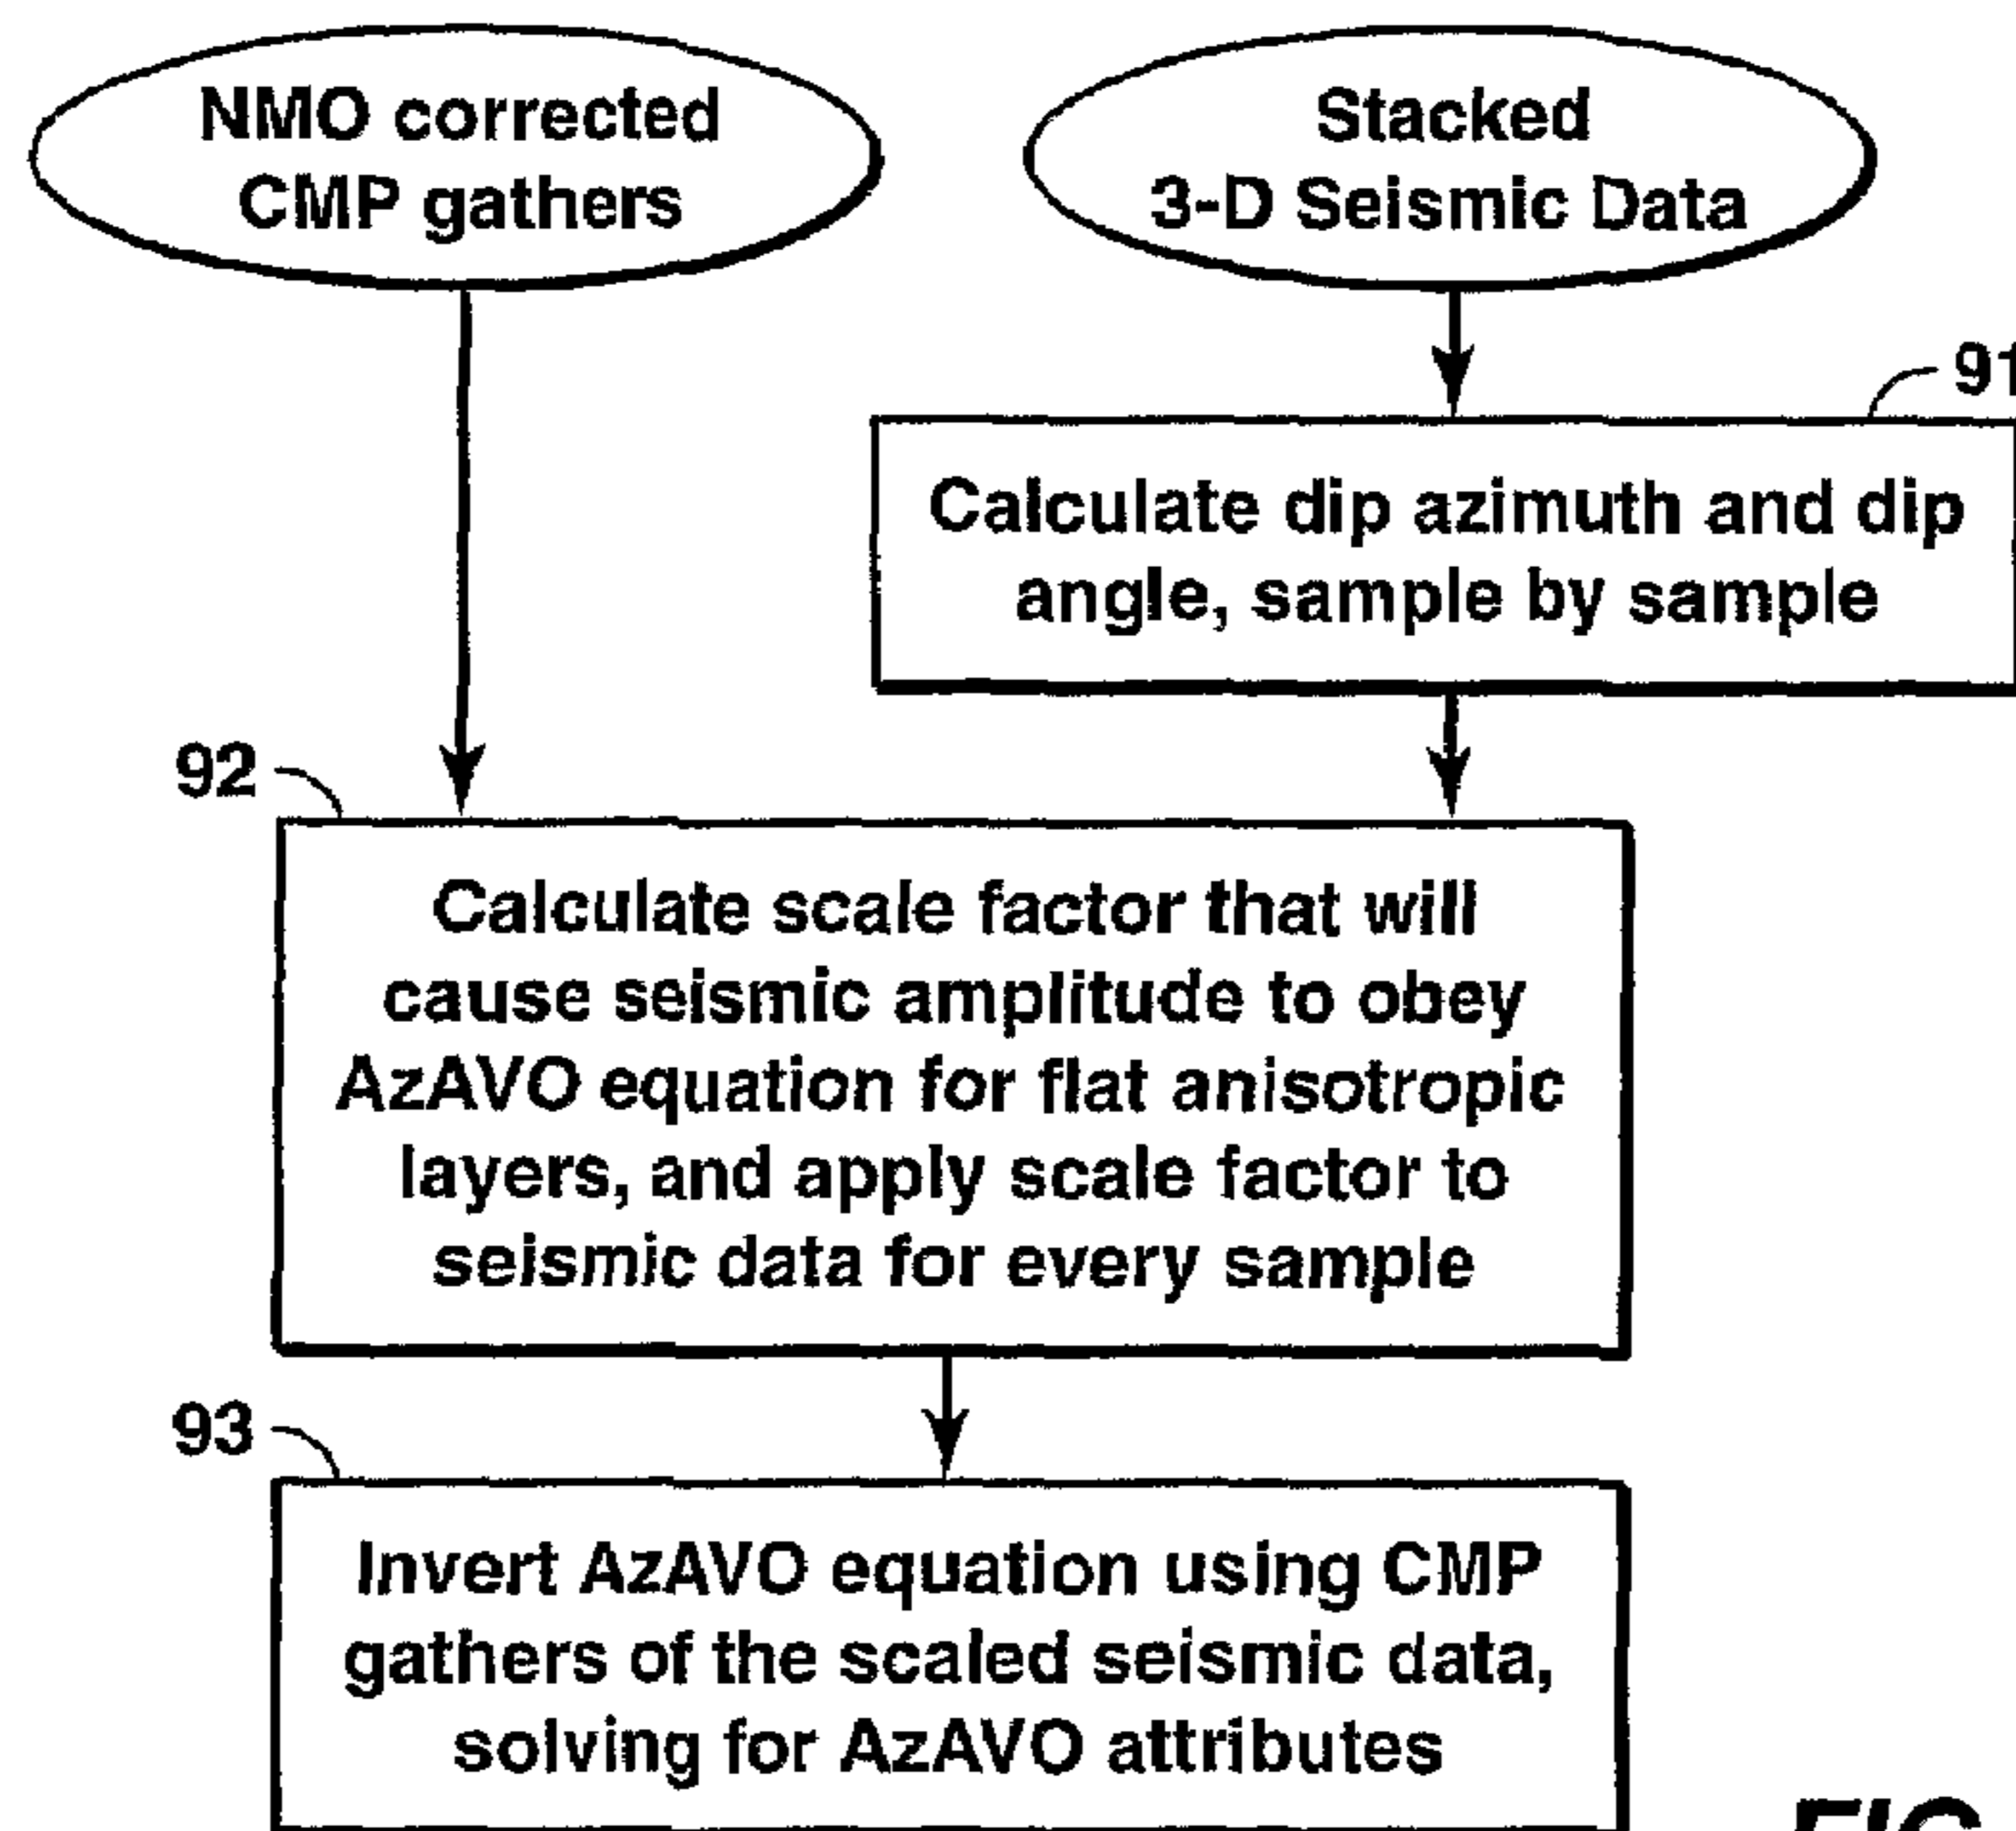 NMO corrected
CMP gathers
Stacked
3-D Seismic Data
91
Calculate dip azimuth and dip
angle, sample by sample
92
Calculate scale factor that will
cause seismic amplitude to obey
AzAVO equation for flat anisotropic
layers, and apply scale factor to
seismic data for every sample
93
Invert AzAVO equation using CMP
gathers of the scaled seismic data,
solving for AzAVO attributes